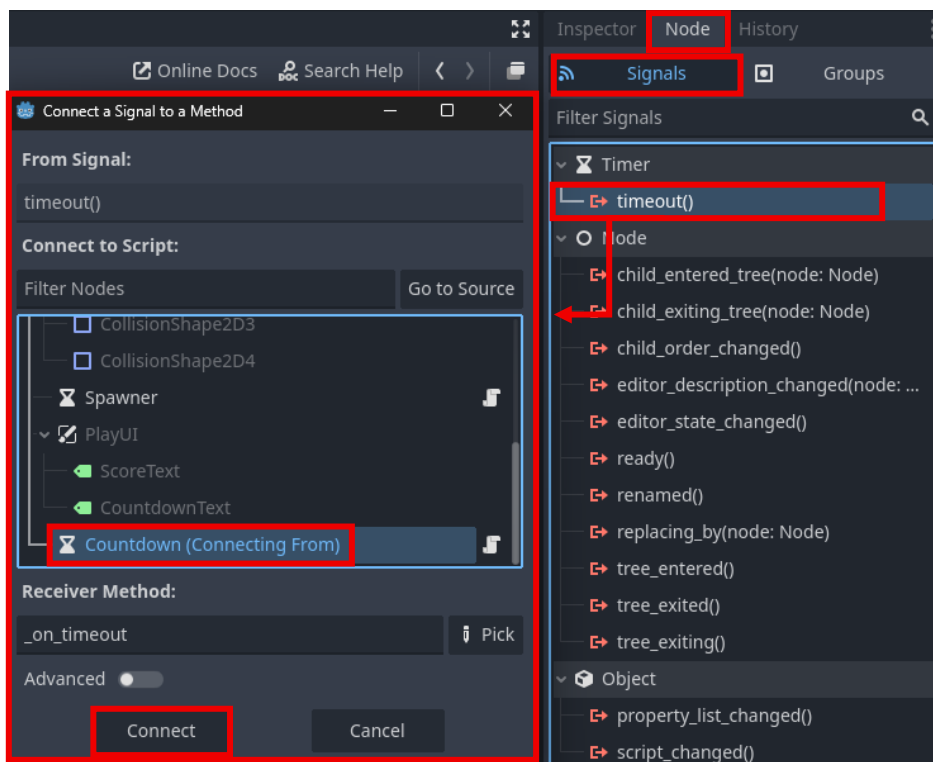 Online Docs
Search Help
Connect a Signal to a Method
From Signal:
timeout()
Connect to Script:
Filter Nodes
Go to Source
CollisionShape2D3
CollisionShape2D4
Spawner
PlayUI
ScoreText
CountdownText
Countdown (Connecting From)
Receiver Method:
_on_timeout
Pick
Advanced
Connect
Cancel
Inspector
Node
History
Signals
Groups
Filter Signals
Timer
timeout()
Node
child_entered_tree(node: Node)
child_exiting_tree(node: Node)
child_order_changed()
editor_description_changed(node: ...
editor_state_changed()
ready()
renamed()
replacing_by(node: Node)
tree_entered()
tree_exited()
tree_exiting()
Object
property_list_changed()
script_changed()